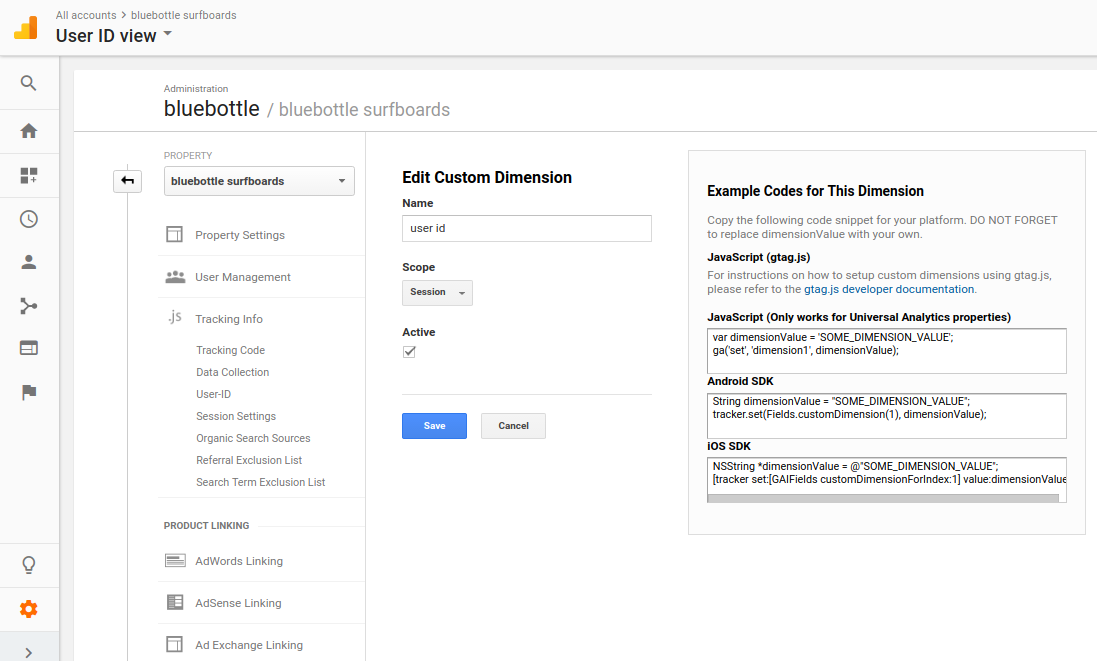 All accounts > bluebottle surfboards
User ID view
Administration
bluebottle / bluebottle surfboards
PROPERTY
bluebottle surfboards
Property Settings
User Management
.js Tracking Info
Tracking Code
Data Collection
User-ID
Session Settings
Organic Search Sources
Referral Exclusion List
Search Term Exclusion List
PRODUCT LINKING
AdWords Linking
AdSense Linking
Ad Exchange Linking
Edit Custom Dimension
Name
user id
Scope
Session
Active
Save Cancel
Example Codes for This Dimension
Copy the following code snippet for your platform. DO NOT FORGET
to replace dimensionValue with your own.
JavaScript (gtag.js)
For instructions on how to setup custom dimensions using gtag.js,
please refer to the gtag.js developer documentation.
JavaScript (Only works for Universal Analytics properties)
var dimensionValue = 'SOME_DIMENSION_VALUE';
ga('set', 'dimension1', dimensionValue);
Android SDK
String dimensionValue = "SOME_DIMENSION_VALUE";
tracker.set(Fields.customDimension(1), dimensionValue);
iOS SDK
NSString *dimensionValue = @"SOME_DIMENSION_VALUE";
[tracker set:[GAIFields customDimensionForIndex:1] value:dimensionValue